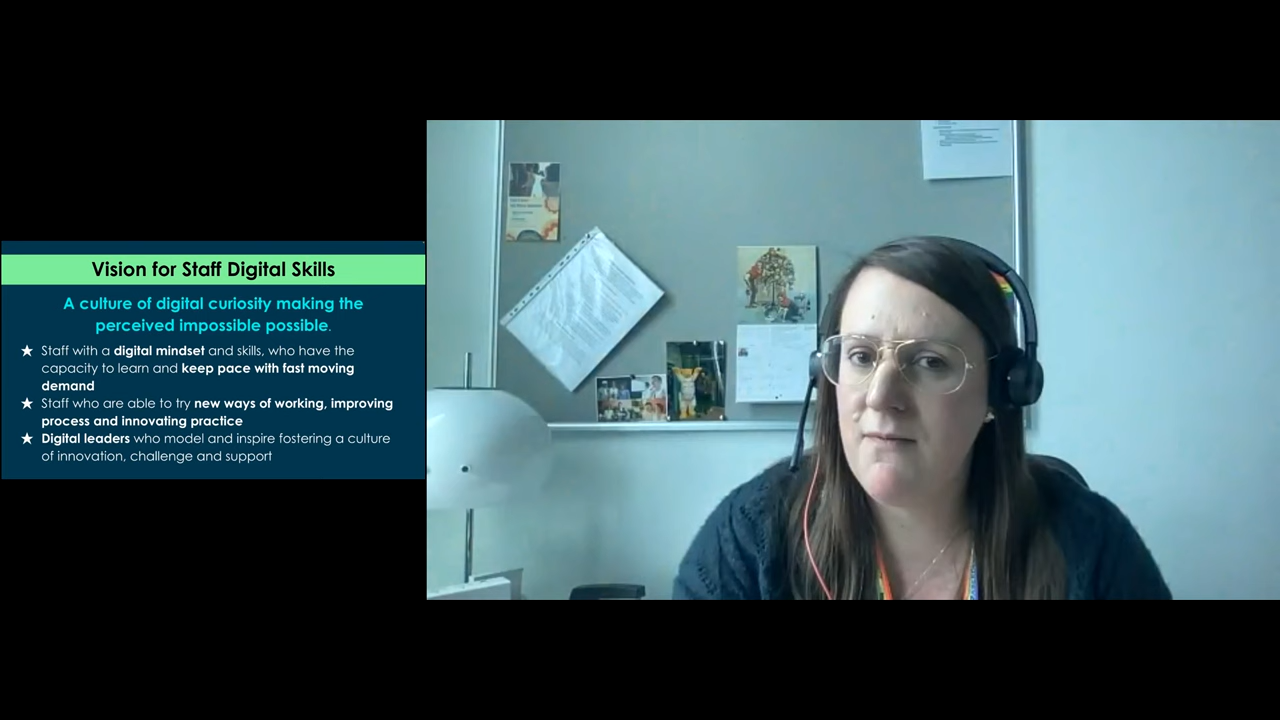 Vision for Staff Digital Skills
A culture of digital curiosity making the
perceived impossible possible.
Staff with a digital mindset and skills, who have the
capacity to learn and keep pace with fast moving
demand
Staff who are able to try new ways of working, improving
process and innovating practice
Digital leaders who model and inspire fostering a culture
of innovation, challenge and support